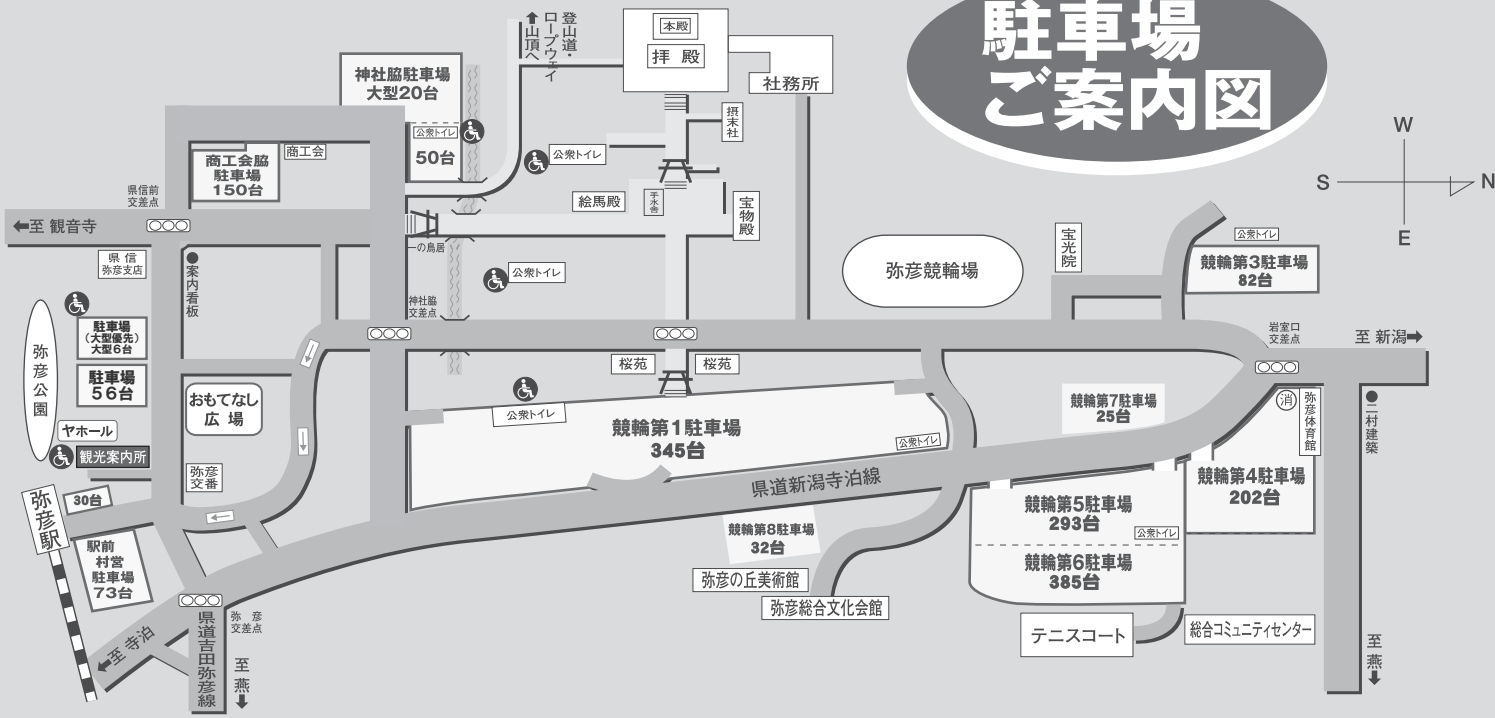 駐車場
ご案内図
W
S
N
E
登山道・
ロープウェイ
↑山頂へ
本殿
拝殿
社務所
摂末社
神社脇駐車場
大型20台
公衆トイレ
50台
公衆トイレ
商工会
商工会脇
駐車場
150台
県信前
交差点
←至 観音寺
県信
弥彦支店
●案内看板
絵馬殿
手水舎
宝物殿
一の鳥居
公衆トイレ
神社脇
交差点
弥彦競輪場
宝光院
公衆トイレ
競輪第3駐車場
82台
岩室口
交差点
至 新潟→
弥彦公園
駐車場
(大型優先)
大型6台
駐車場
56台
ヤホール
観光案内所
おもてなし
広場
弥彦
交番
桜苑
桜苑
公衆トイレ
競輪第1駐車場
345台
公衆トイレ
競輪第7駐車場
25台
消
弥彦体育館
●二村建築
競輪第4駐車場
202台
県道新潟寺泊線
競輪第5駐車場
293台
公衆トイレ
競輪第6駐車場
385台
競輪第8駐車場
32台
弥彦の丘美術館
弥彦総合文化会館
テニスコート
総合コミュニティセンター
至燕→
30台
弥彦駅
駅前
村営
駐車場
73台
←至 寺泊
県道吉田弥彦線
弥彦
交差点
至燕→